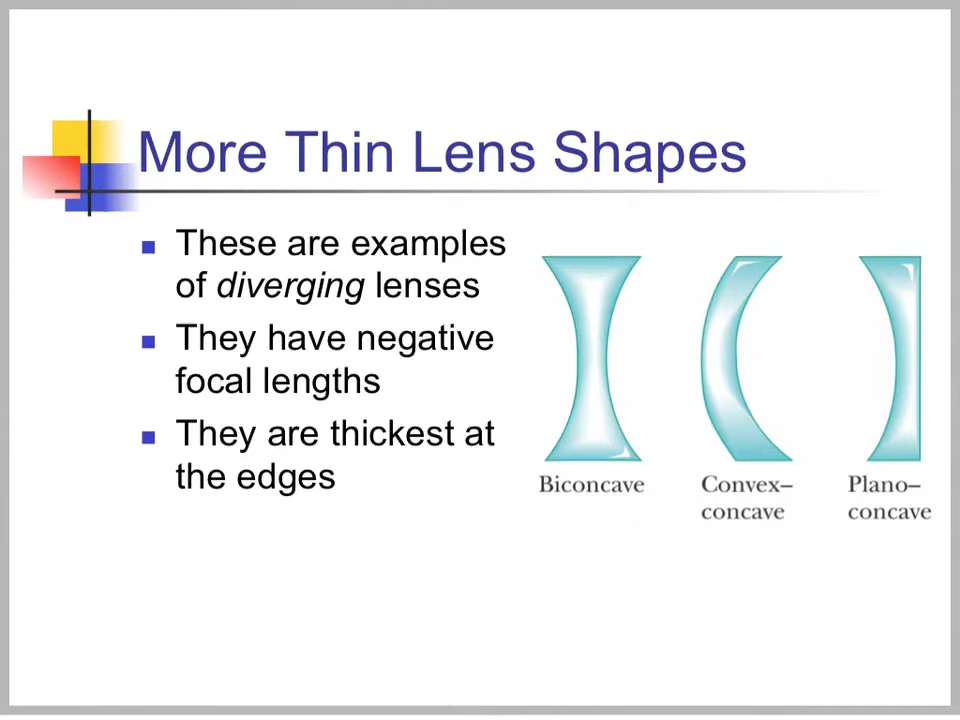 More Thin Lens Shapes
These are examples
of diverging lenses
They have negative
focal lengths
They are thickest at
the edges
Biconcave
Convex–
concave
Plano–
concave